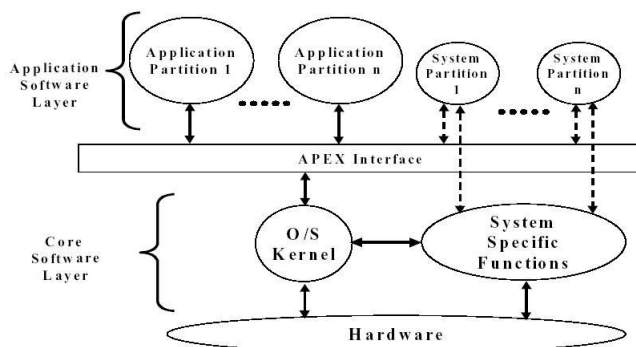 Application
Software
Layer
Application
Partition 1
Application
Partition n
System
Partition
1
System
Partition
n
APEX Interface
Core
Software
Layer
O/S
Kernel
System
Specific
Functions
Hardware